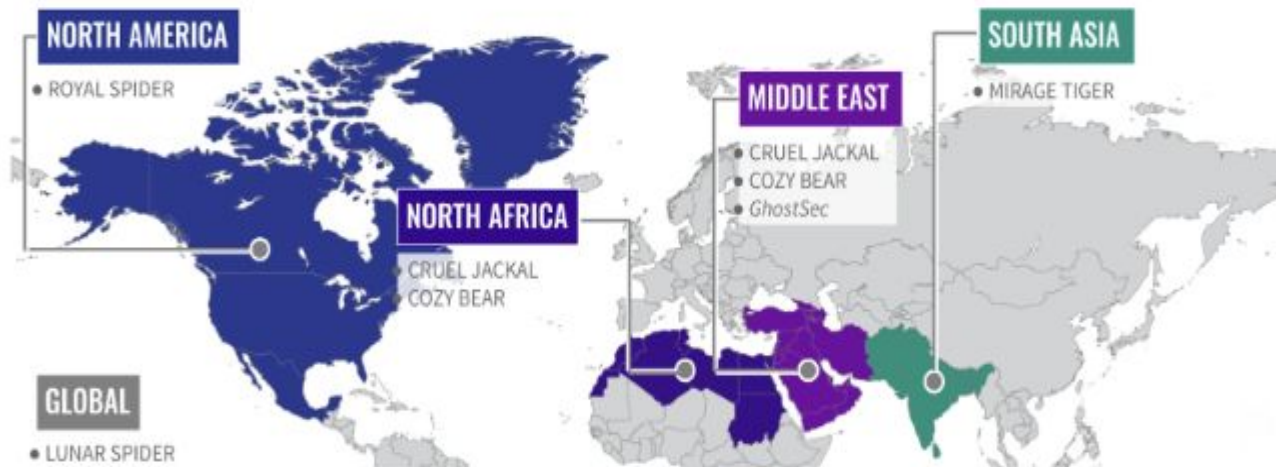 NORTH AMERICA
• ROYAL SPIDER
NORTH AFRICA
• CRUEL JACKAL
• COZY BEAR
MIDDLE EAST
• CRUEL JACKAL
• COZY BEAR
• GhostSec
SOUTH ASIA
• MIRAGE TIGER
GLOBAL
• LUNAR SPIDER